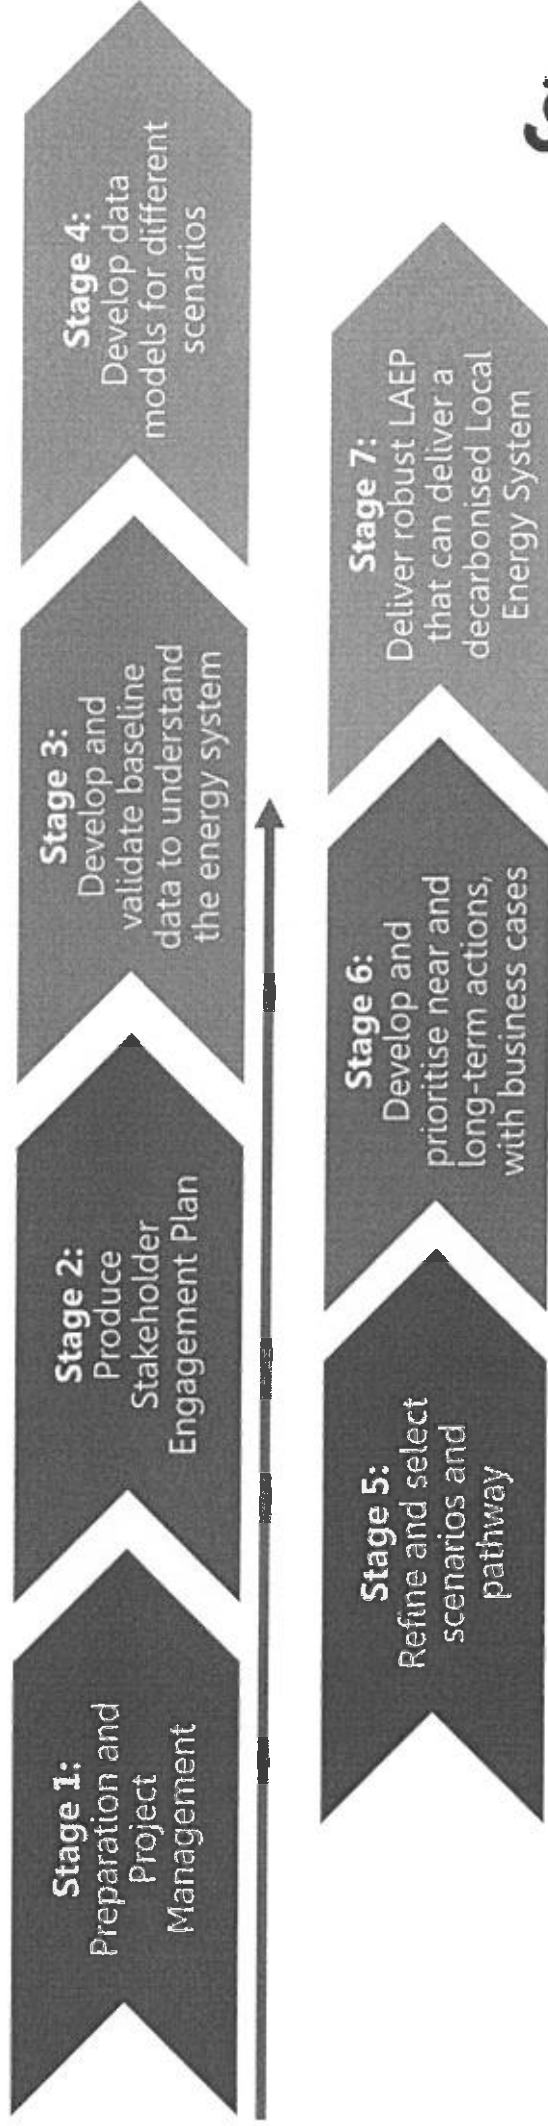 Stage 1:
Preparation and
Project
Management
Stage 2:
Produce
Stakeholder
Engagement Plan
Stage 3:
Develop and
validate baseline
data to understand
the energy system
Stage 4:
Develop data
models for different
scenarios
Stage 5:
Refine and select
scenarios and
pathway
Stage 6:
Develop and
prioritise near and
long-term actions,
with business cases
Stage 7:
Deliver robust LAEP
that can deliver a
decarbonised Local
Energy System